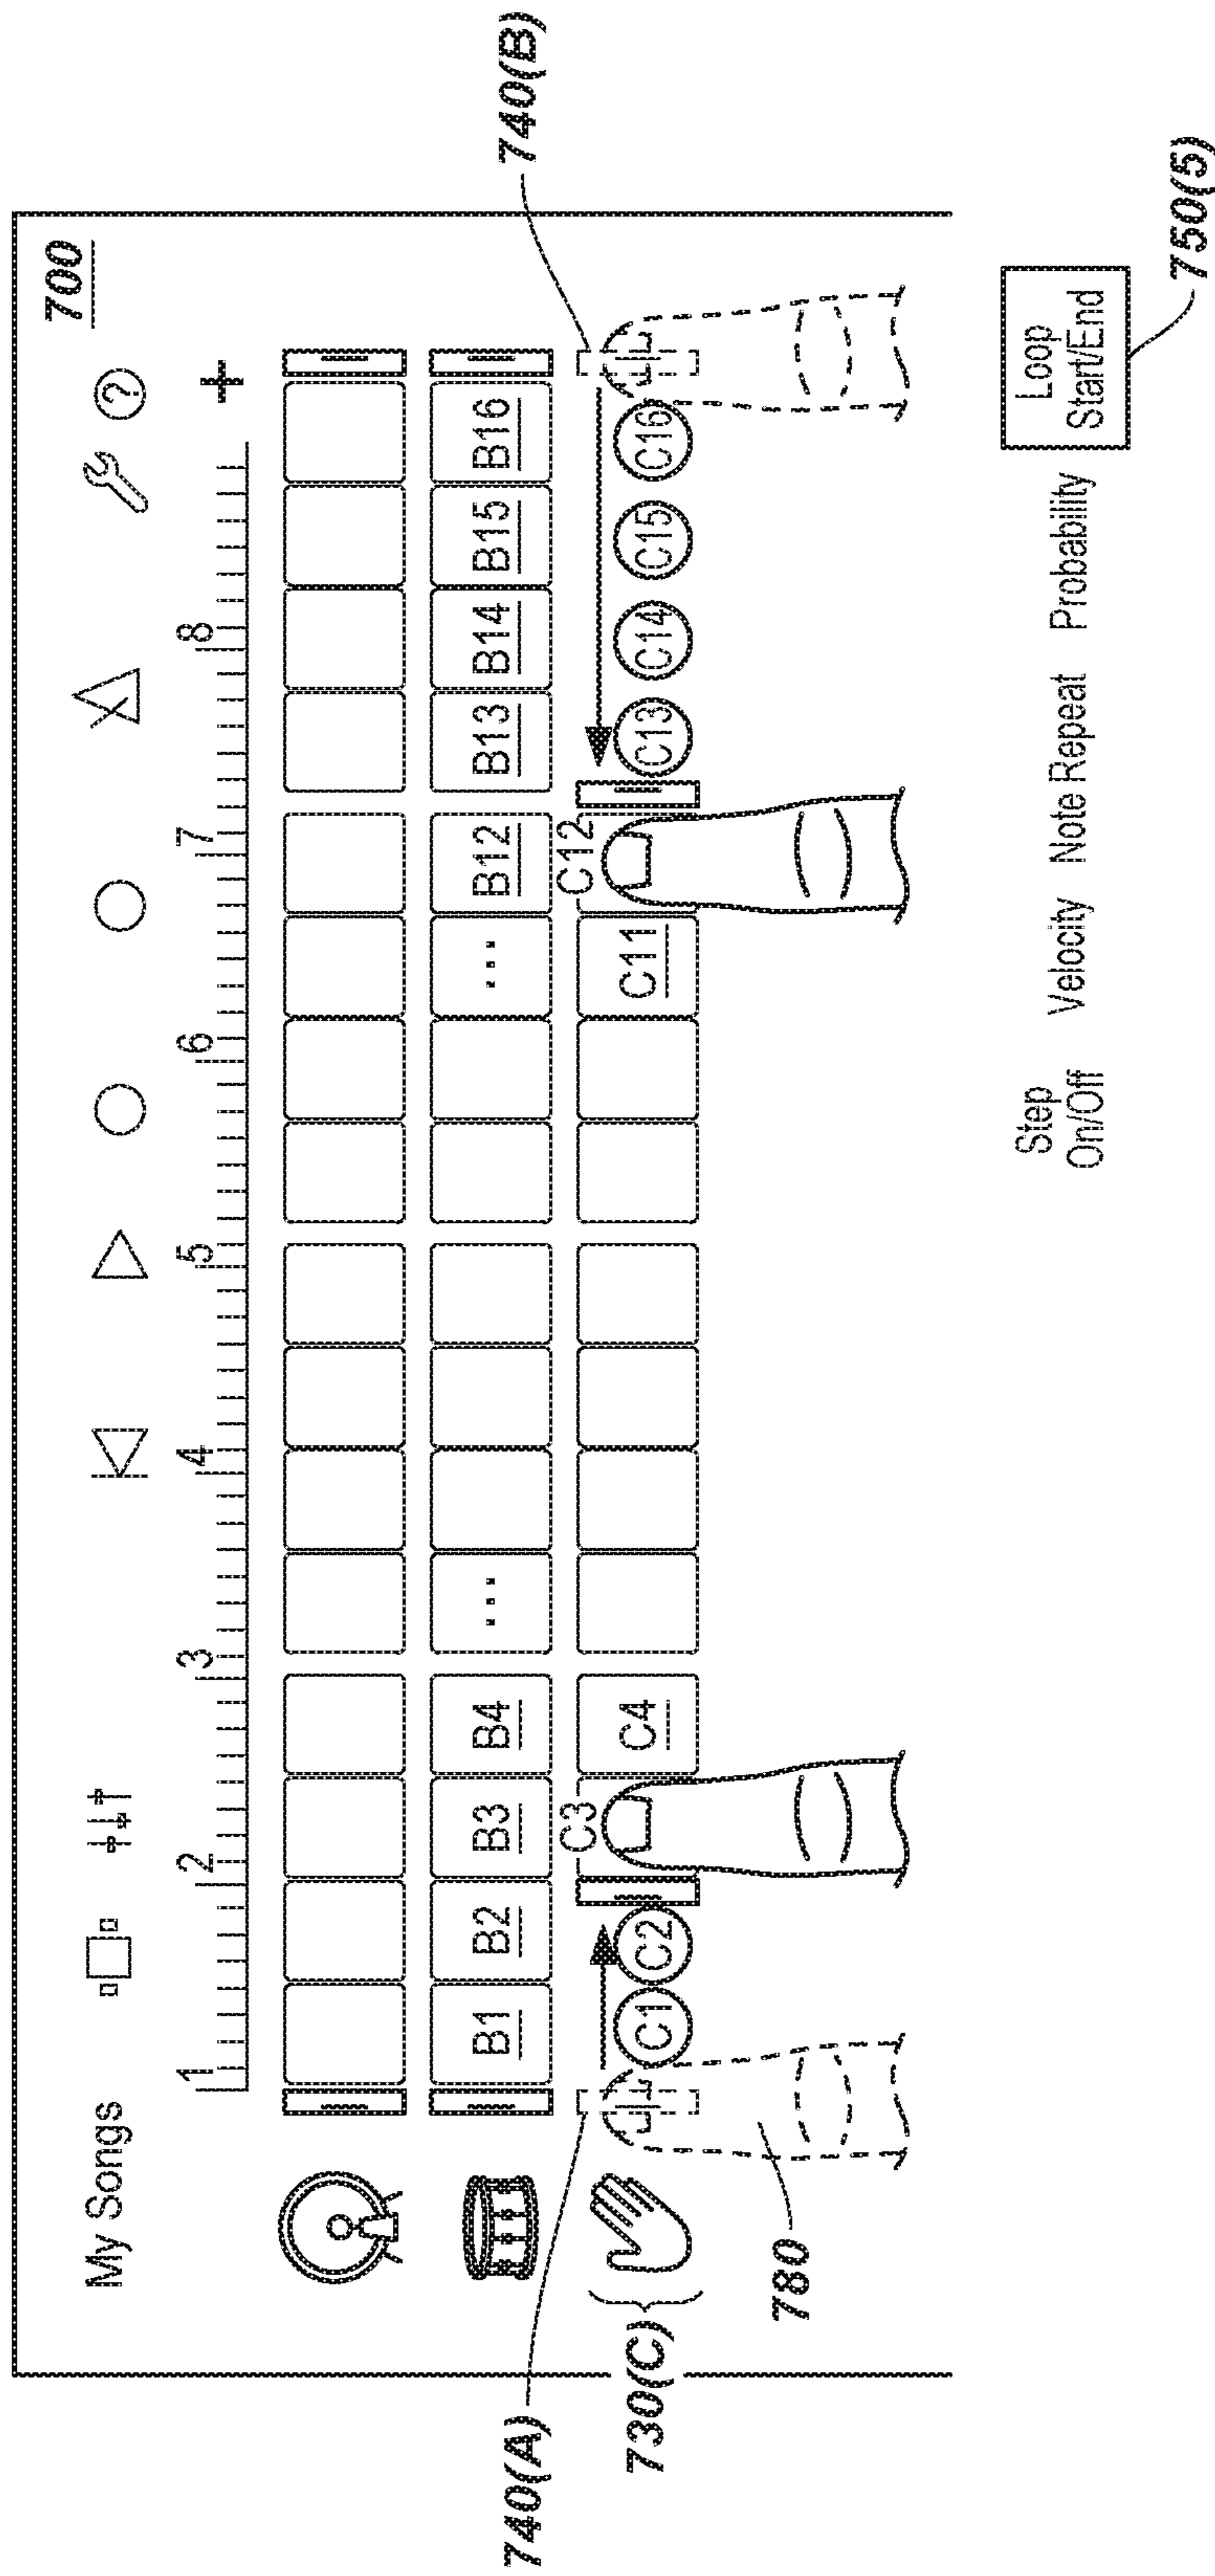 700
My Songs
?
1 2 3 4 5 6 7 8 +
740(A)
740(B)
B1 B2 B3 B4 ... ... B12 B13 B14 B15 B16
730(C)
C1 C2 C3 C4 C11 C12 C13 C14 C15 C16
780
Step
On/Off
Velocity
Note Repeat
Probability
Loop
Start/End
750(5)